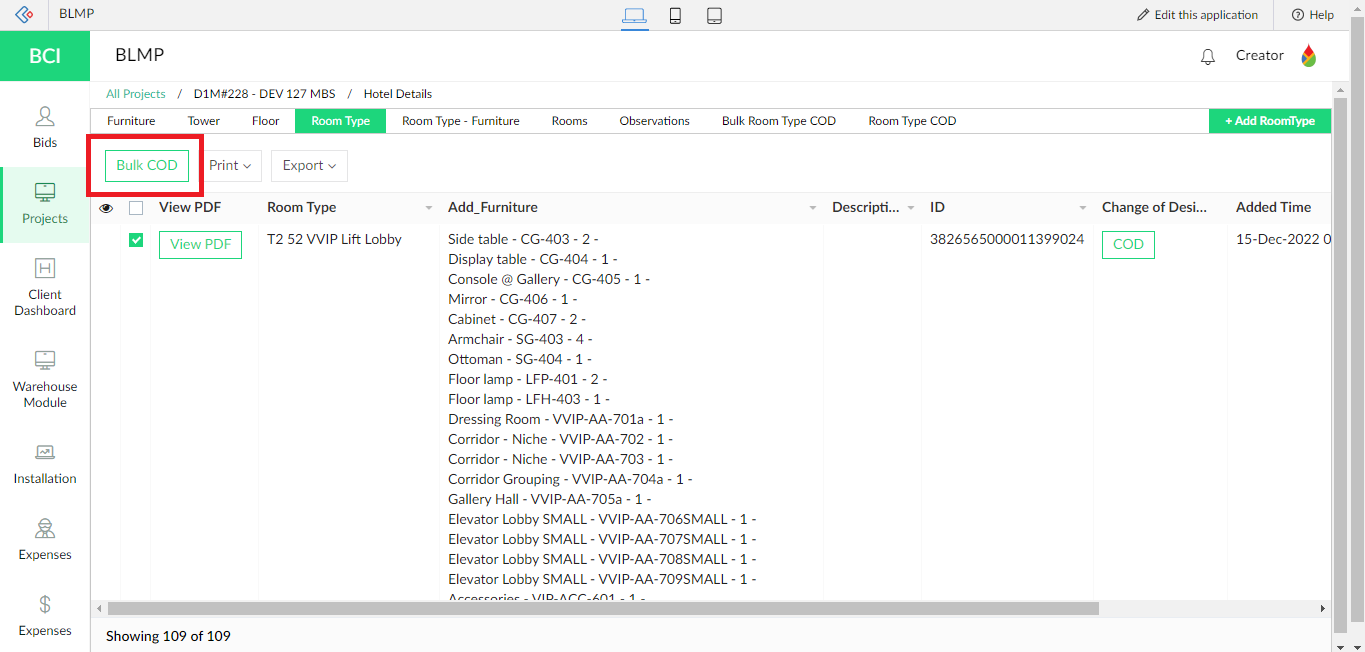 BLMP
Edit this application
Help
BCI
BLMP
Creator
All Projects / D1M#228 - DEV 127 MBS / Hotel Details
Furniture Tower Floor Room Type Room Type - Furniture Rooms Observations Bulk Room Type COD Room Type COD + Add RoomType
Bids
Projects
Client
Dashboard
Warehouse
Module
Installation
Expenses
Expenses
Bulk COD Print Export
View PDF Room Type Add_Furniture Descripti... ID Change of Desi... Added Time
View PDF T2 52 VVIP Lift Lobby Side table - CG-403 - 2 - 3826565000011399024 COD 15-Dec-2022 0
Display table - CG-404 - 1 -
Console @ Gallery - CG-405 - 1 -
Mirror - CG-406 - 1 -
Cabinet - CG-407 - 2 -
Armchair - SG-403 - 4 -
Ottoman - SG-404 - 1 -
Floor lamp - LFP-401 - 2 -
Floor lamp - LFH-403 - 1 -
Dressing Room - VVIP-AA-701a - 1 -
Corridor - Niche - VVIP-AA-702 - 1 -
Corridor - Niche - VVIP-AA-703 - 1 -
Corridor Grouping - VVIP-AA-704a - 1 -
Gallery Hall - VVIP-AA-705a - 1 -
Elevator Lobby SMALL - VVIP-AA-706SMALL - 1 -
Elevator Lobby SMALL - VVIP-AA-707SMALL - 1 -
Elevator Lobby SMALL - VVIP-AA-708SMALL - 1 -
Elevator Lobby SMALL - VVIP-AA-709SMALL - 1 -
Accessories - VIP-ACC-601 - 1 -
Showing 109 of 109